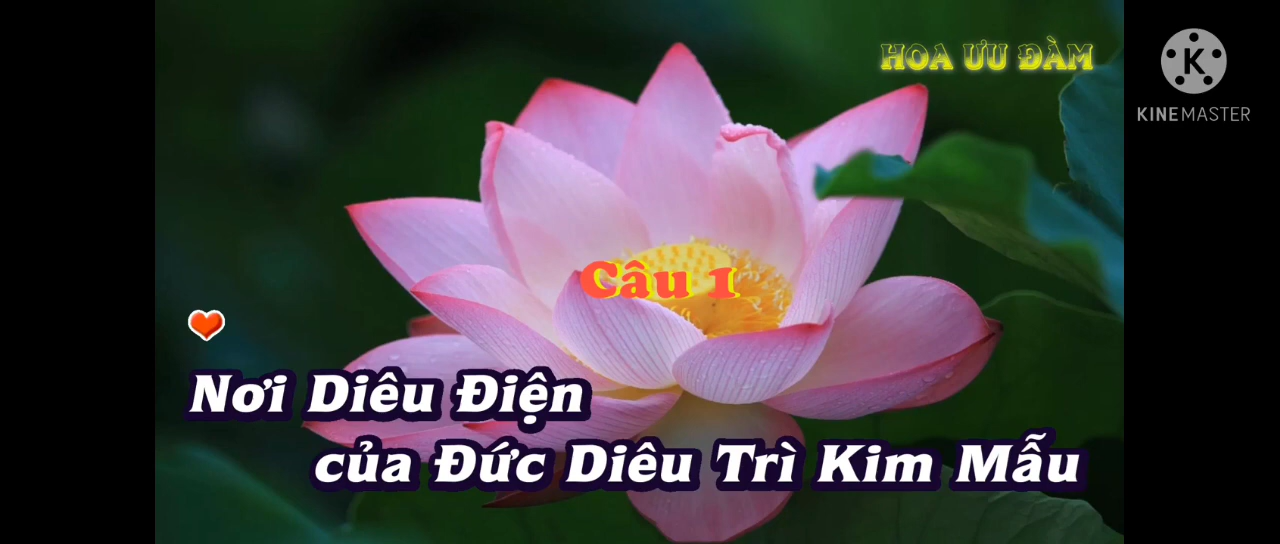 HOA ƯU ĐÀM
KINEMASTER
Câu 1
Nơi Diêu Điện
của Đức Diêu Trì Kim Mẫu